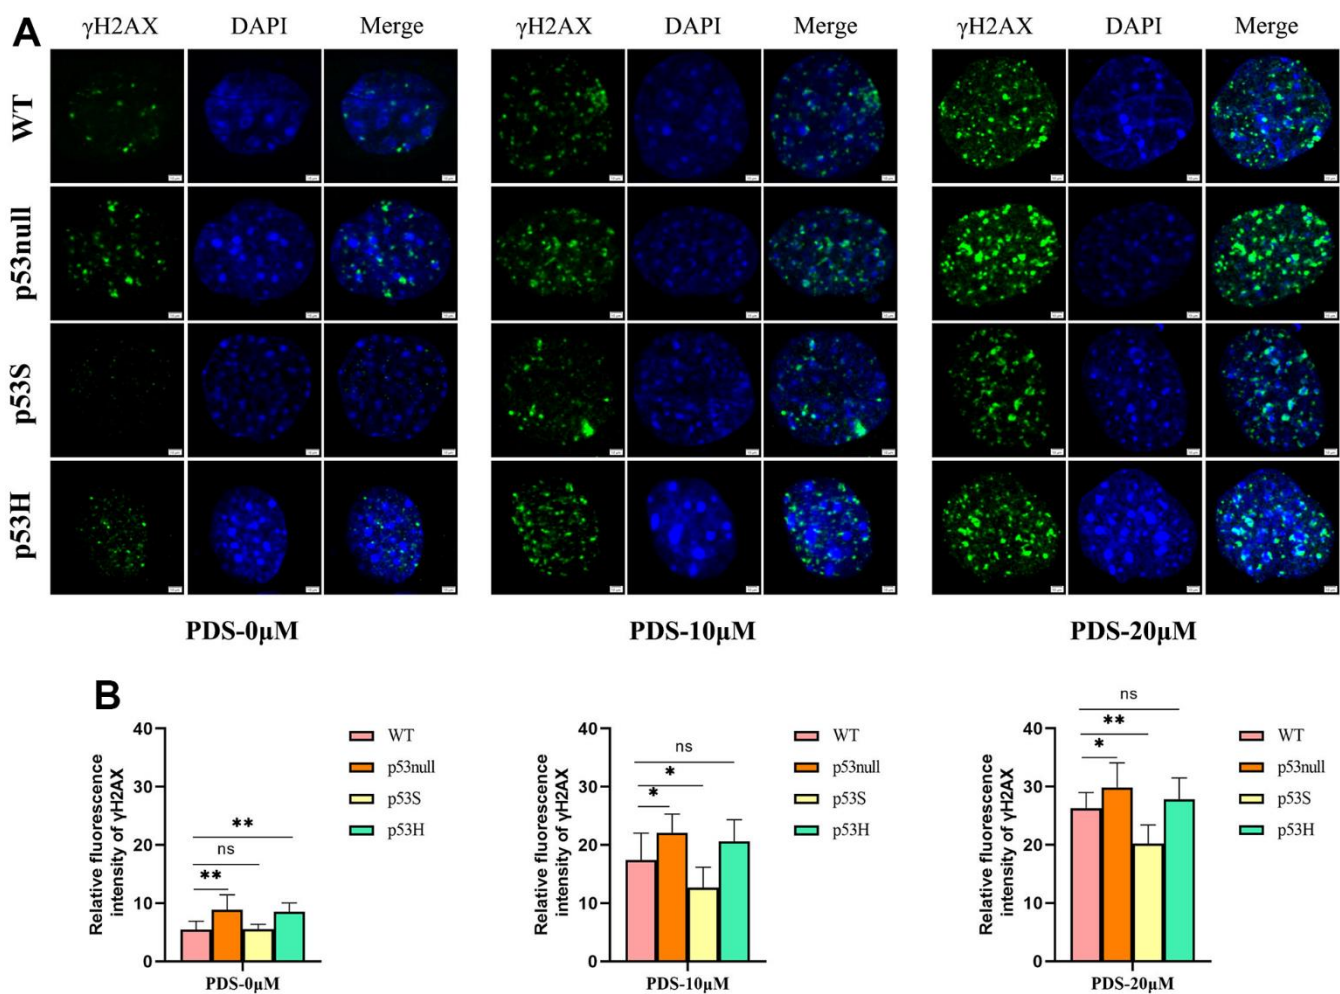 A
γH2AX DAPI Merge γH2AX DAPI Merge γH2AX DAPI Merge
WT
p53null
p53S
p53H
PDS-0μM PDS-10μM PDS-20μM
B
Relative fluorescence
intensity of γH2AX
40
30
20
10
0
**
ns
**
PDS-0μM
WT
p53null
p53S
p53H
Relative fluorescence
intensity of γH2AX
40
30
20
10
0
ns
*
*
PDS-10μM
WT
p53null
p53S
p53H
Relative fluorescence
intensity of γH2AX
40
30
20
10
0
ns
**
*
PDS-20μM
WT
p53null
p53S
p53H